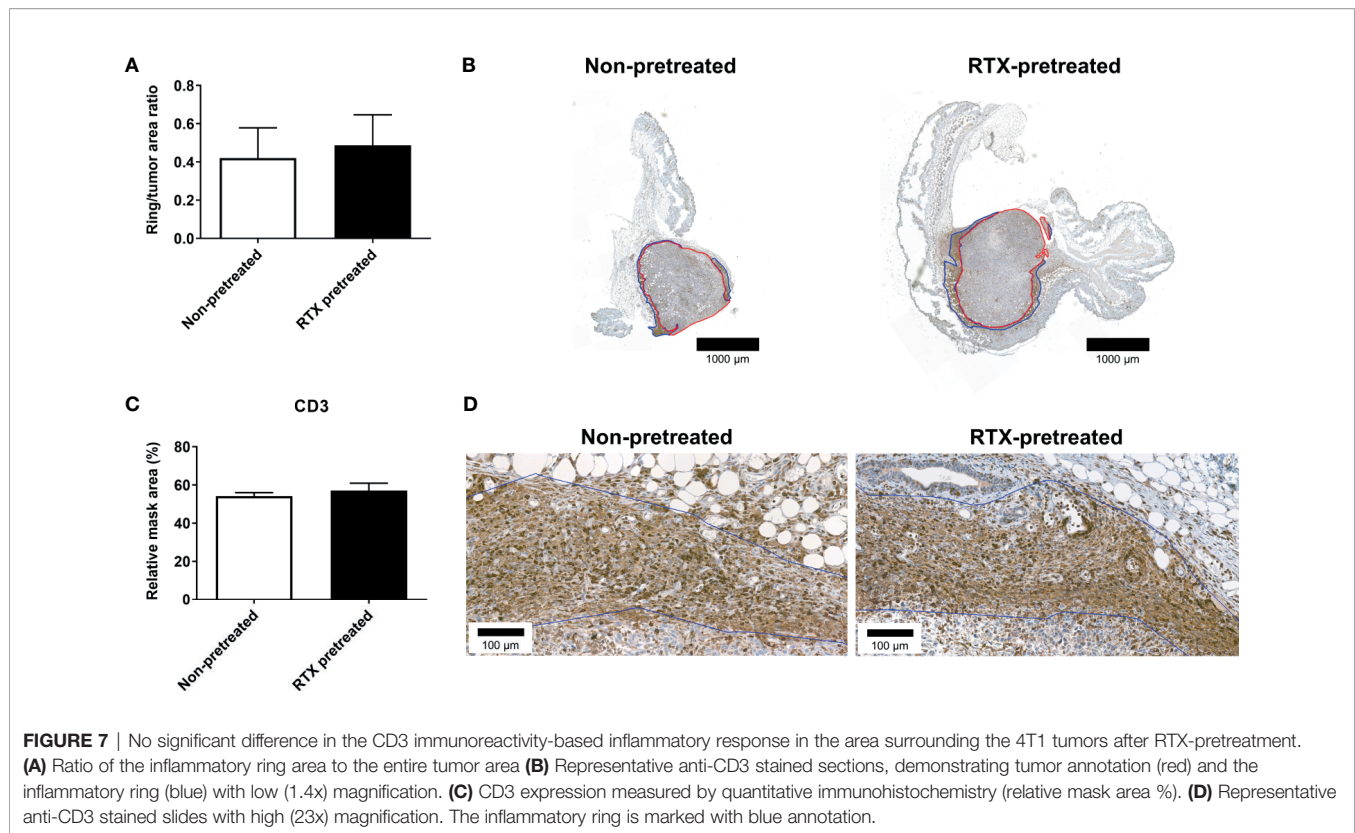 A
Ring/tumor area ratio
0.8
0.6
0.4
0.2
0.0
Non-pretreated
RTX pretreated
B
Non-pretreated
RTX-pretreated
1000 µm
1000 µm
C
CD3
Relative mask area (%)
80
60
40
20
0
Non-pretreated
RTX pretreated
D
Non-pretreated
RTX-pretreated
100 µm
100 µm
FIGURE 7 | No significant difference in the CD3 immunoreactivity-based inflammatory response in the area surrounding the 4T1 tumors after RTX-pretreatment.
(A) Ratio of the inflammatory ring area to the entire tumor area (B) Representative anti-CD3 stained sections, demonstrating tumor annotation (red) and the
inflammatory ring (blue) with low (1.4x) magnification. (C) CD3 expression measured by quantitative immunohistochemistry (relative mask area %). (D) Representative
anti-CD3 stained slides with high (23x) magnification. The inflammatory ring is marked with blue annotation.